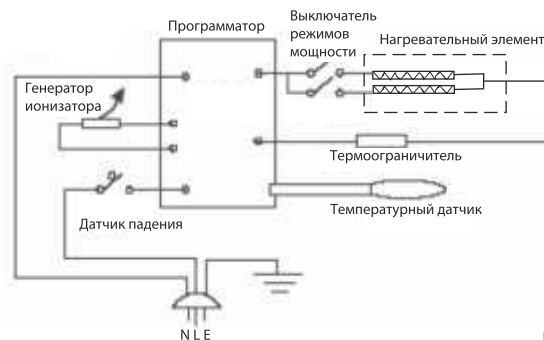 Программатор
Выключатель
режимов
мощности
Нагревательный элемент
Генератор
ионизатора
Термоограничитель
Температурный датчик
Датчик падения
N L E